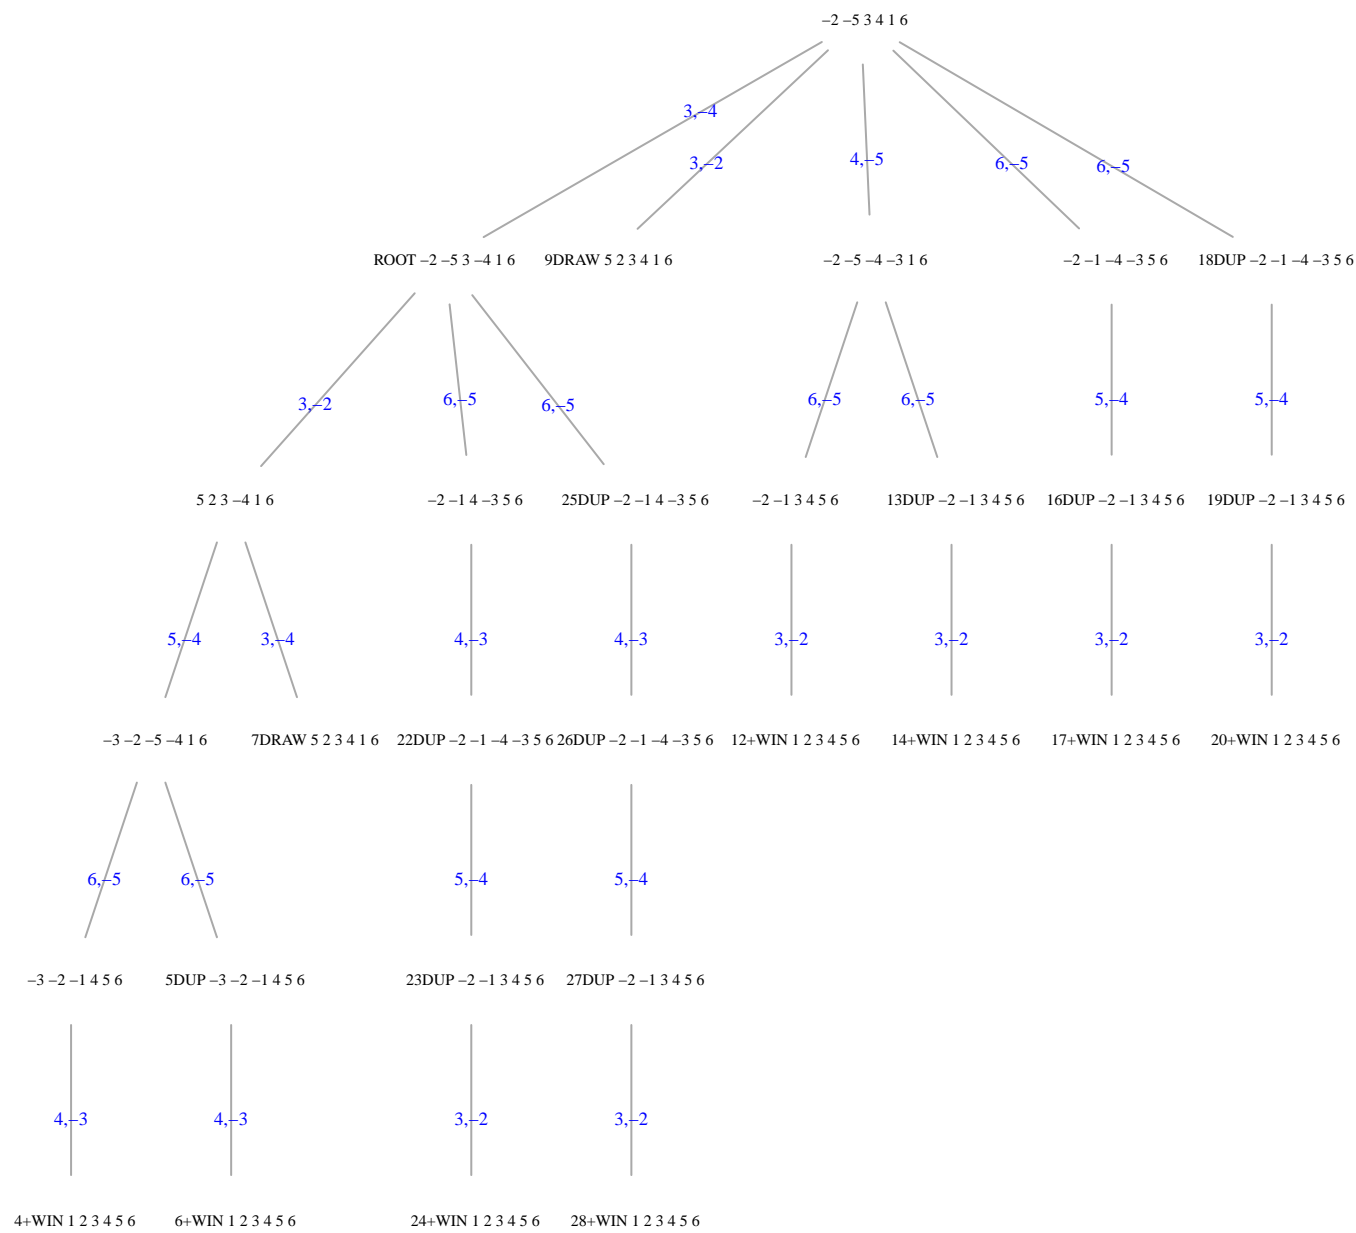 −2 −5 3 4 1 6
3,−4
3,−2
4,−5
6,−5
6,−5
ROOT −2 −5 3 −4 1 6
9DRAW 5 2 3 4 1 6
−2 −5 −4 −3 1 6
−2 −1 −4 −3 5 6
18DUP −2 −1 −4 −3 5 6
3,−2
6,−5
6,−5
6,−5
6,−5
5,−4
5,−4
5 2 3 −4 1 6
−2 −1 4 −3 5 6
25DUP −2 −1 4 −3 5 6
−2 −1 3 4 5 6
13DUP −2 −1 3 4 5 6
16DUP −2 −1 3 4 5 6
19DUP −2 −1 3 4 5 6
5,−4
3,−4
4,−3
4,−3
3,−2
3,−2
3,−2
3,−2
−3 −2 −5 −4 1 6
7DRAW 5 2 3 4 1 6
22DUP −2 −1 −4 −3 5 6
26DUP −2 −1 −4 −3 5 6
12+WIN 1 2 3 4 5 6
14+WIN 1 2 3 4 5 6
17+WIN 1 2 3 4 5 6
20+WIN 1 2 3 4 5 6
6,−5
6,−5
5,−4
5,−4
−3 −2 −1 4 5 6
5DUP −3 −2 −1 4 5 6
23DUP −2 −1 3 4 5 6
27DUP −2 −1 3 4 5 6
4,−3
4,−3
3,−2
3,−2
4+WIN 1 2 3 4 5 6
6+WIN 1 2 3 4 5 6
24+WIN 1 2 3 4 5 6
28+WIN 1 2 3 4 5 6